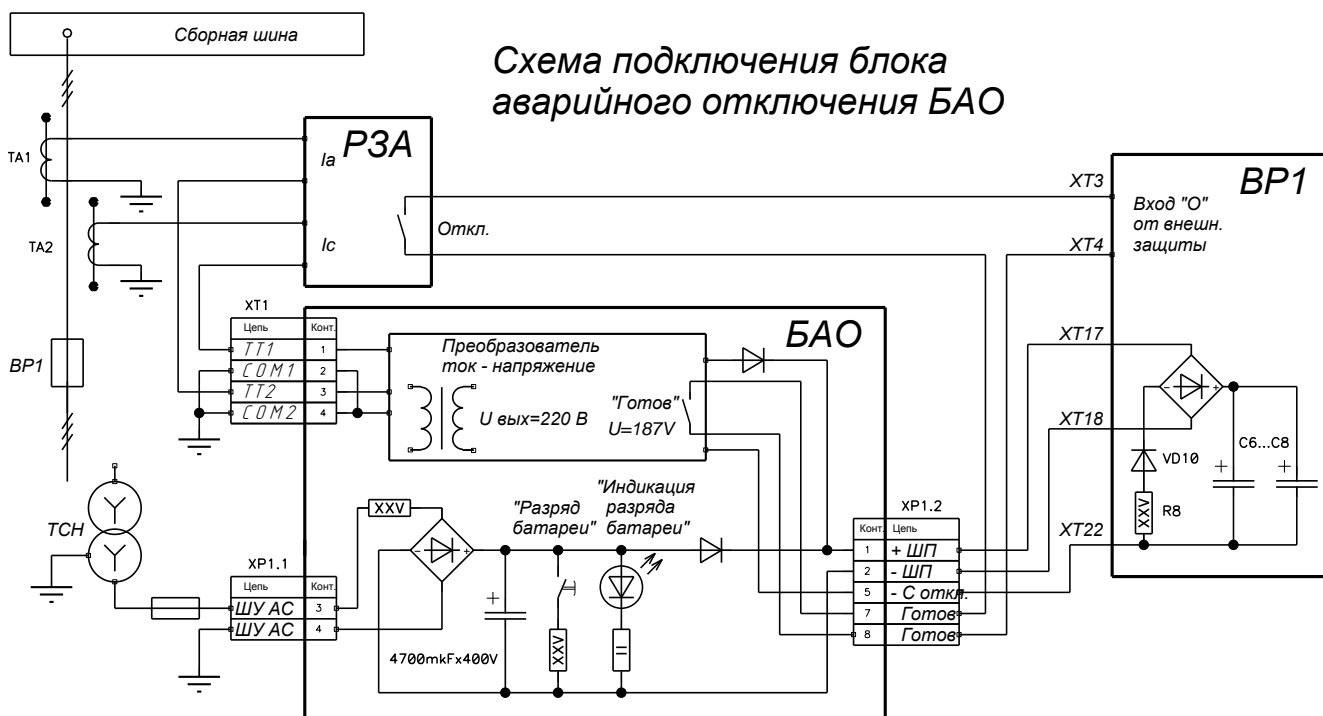 Сборная шина
Схема подключения блока
аварийного отключения БАО
TA1
TA2
РЗА
Ia
Ic
Откл.
XT3
XT4
ВР1
Вход "О"
от внешн.
защиты
XT17
XT18
XT22
VD10
XXV
R8
C6...C8
+
+
ВР1
ТСН
XT1
Цепь Конт.
TT1 1
COM1 2
TT2 3
COM2 4
БАО
Преобразователь
ток - напряжение
U вых=220 В
"Готов"
U=187V
XXV
"Разряд
батареи"
"Индикация
разряда
батареи"
+
4700mkFx400V
XXV
II
XP1.1
Цепь Конт.
ШУ АС 3
ШУ АС 4
XP1.2
Конт. Цепь
1 + ШП
2 - ШП
5 - С откл.
7 Готов
8 Готов